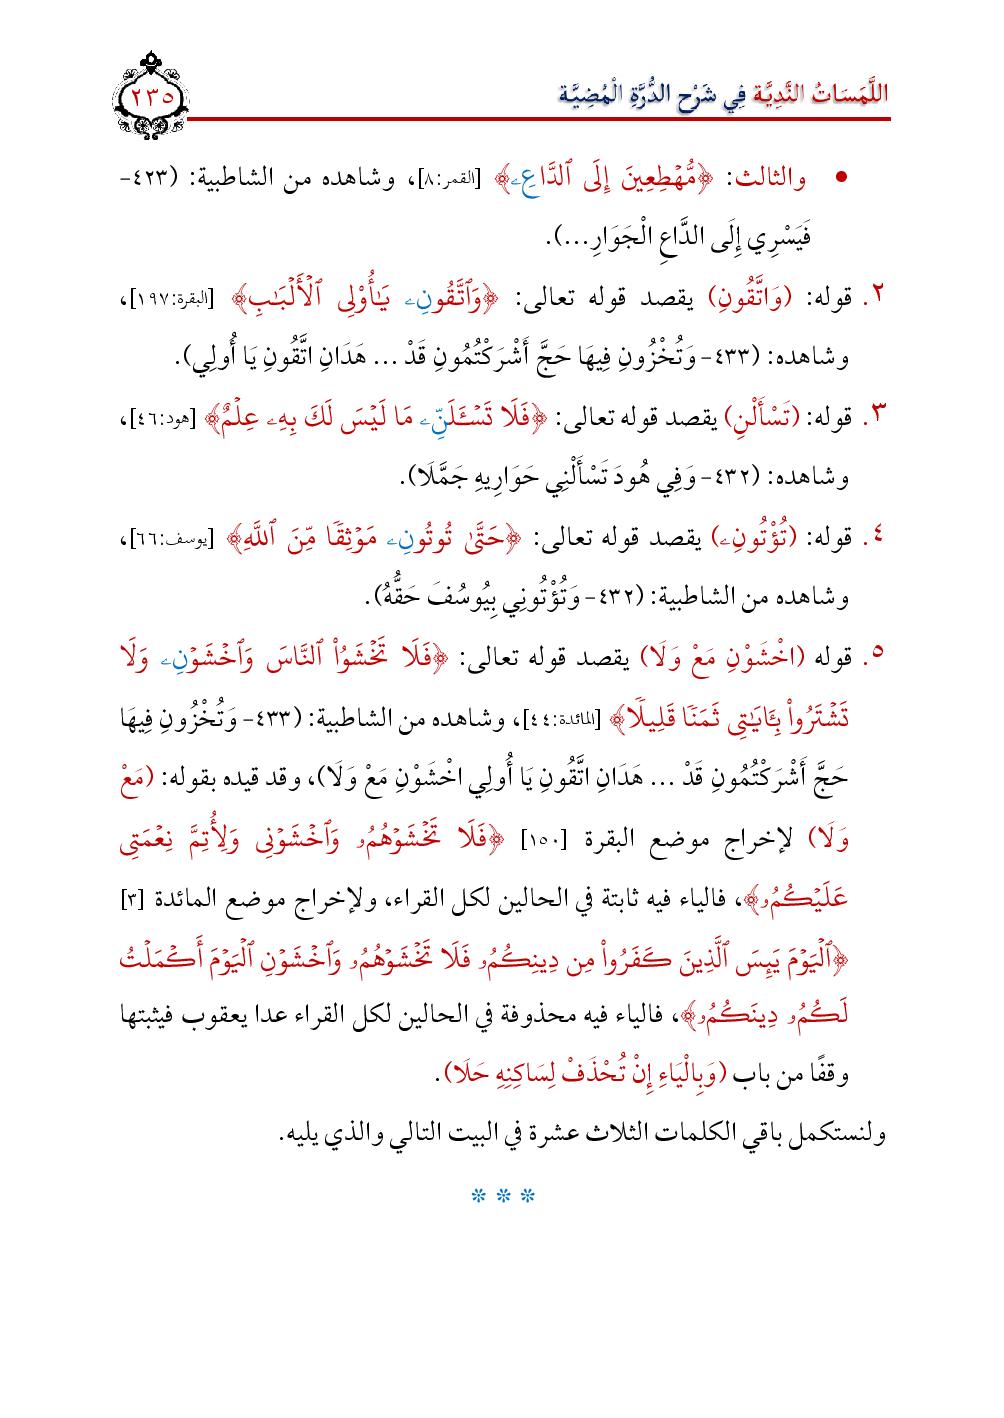 اللَّمَسَاتُ النَّدِيَّة فِي شَرْحِ الدُّرَّةِ الْمُضِيَّة
٢٣٥
• والثالث: ﴿مُّهۡطِعِينَ إِلَى ٱلدَّاعِۦ﴾ [القمر:٨]، وشاهده من الشاطبية: (٤٢٣-
فَيَسْرِي إِلَى الدَّاعِ الْجَوَارِ...).
٢. قوله: (وَاتَّقُونِ) يقصد قوله تعالى: ﴿وَٱتَّقُونِۦ يَٰٓأُوْلِى ٱلۡأَلۡبَٰبِ﴾ [البقرة:١٩٧]،
وشاهده: (٤٣٣- وَتُخْزُونِ فِيهَا حَجَّ أَشْرَكْتُمُونِ قَدْ ... هَدَانِ اتَّقُونِ يَا أُولِي).
٣. قوله: (تَسْأَلْنِ) يقصد قوله تعالى: ﴿فَلَا تَسۡـَٔلَنِّۦ مَا لَيۡسَ لَكَ بِهِۦ عِلۡمٌ﴾ [هود:٤٦]،
وشاهده: (٤٣٢- وَفِي هُودَ تَسْأَلْنِي حَوَارِيهِ جَمَّلَا).
٤. قوله: (تُؤْتُونِۦ) يقصد قوله تعالى: ﴿حَتَّىٰ تُوتُونِۦ مَوۡثِقٗا مِّنَ ٱللَّهِ﴾ [يوسف:٦٦]،
وشاهده من الشاطبية: (٤٣٢- وَتُؤْتُونِي بِيُوسُفَ حَقُّهُ).
٥. قوله (اخْشَوْنِ مَعْ وَلَا) يقصد قوله تعالى: ﴿فَلَا تَخۡشَوُاْ ٱلنَّاسَ وَٱخۡشَوۡنِۦ وَلَا
تَشۡتَرُواْ بِـَٔايَٰتِى ثَمَنٗا قَلِيلٗا﴾ [المائدة:٤٤]، وشاهده من الشاطبية: (٤٣٣- وَتُخْزُونِ فِيهَا
حَجَّ أَشْرَكْتُمُونِ قَدْ ... هَدَانِ اتَّقُونِ يَا أُولِي اخْشَوْنِ مَعْ وَلَا)، وقد قيده بقوله: (مَعْ
وَلَا) لإخراج موضع البقرة [١٥٠] ﴿فَلَا تَخۡشَوۡهُمُۥ وَٱخۡشَوۡنِى وَلِأُتِمَّ نِعۡمَتِى
عَلَيۡكُمُۥ﴾، فالياء فيه ثابتة في الحالين لكل القراء، ولإخراج موضع المائدة [٣]
﴿ٱلۡيَوۡمَ يَئِسَ ٱلَّذِينَ كَفَرُواْ مِن دِينِكُمُۥ فَلَا تَخۡشَوۡهُمُۥ وَٱخۡشَوۡنِ ٱلۡيَوۡمَ أَكۡمَلۡتُ
لَكُمُۥ دِينَكُمُۥ﴾، فالياء فيه محذوفة في الحالين لكل القراء عدا يعقوب فيثبتها
وقفًا من باب (وَبِالْيَاءِ إِنْ تُحْذَفْ لِسَاكِنِهِ حَلَا).
ولنستكمل باقي الكلمات الثلاث عشرة في البيت التالي والذي يليه.
* * *